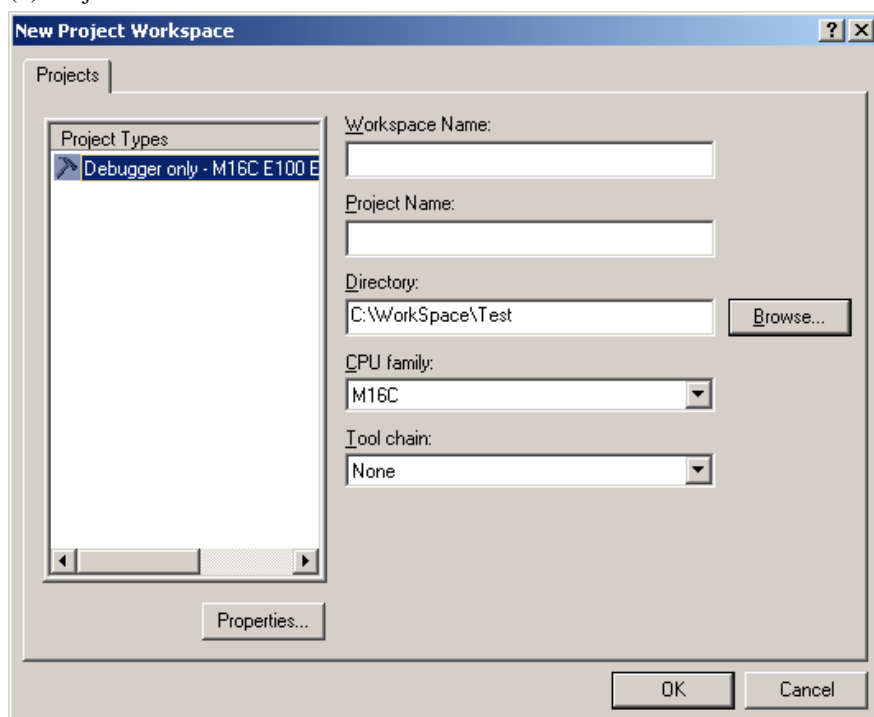 New Project Workspace
Projects
Project Types
Debugger only - M16C E100 E
Workspace Name:
Project Name:
Directory:
C:\WorkSpace\Test
Browse...
CPU family:
M16C
Tool chain:
None
Properties...
OK
Cancel